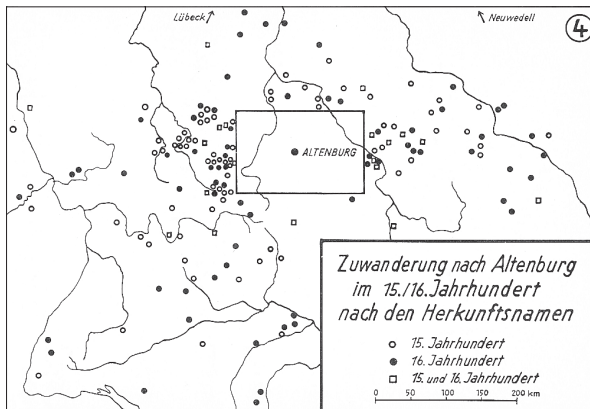 Lübeck
Neuwedell
4
ALTENBURG
Zuwanderung nach Altenburg
im 15./16. Jahrhundert
nach den Herkunftsnamen
15. Jahrhundert
16. Jahrhundert
15. und 16. Jahrhundert
0 50 100 200 km